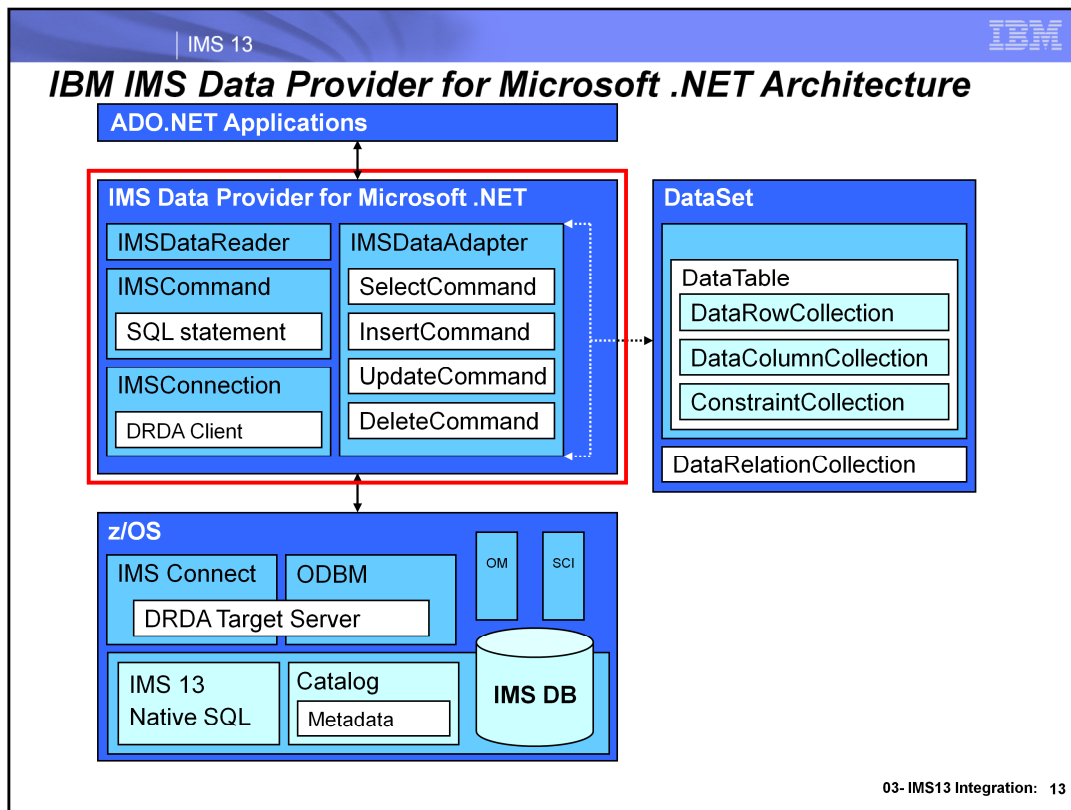 IMS 13
IBM
IBM IMS Data Provider for Microsoft .NET Architecture
ADO.NET Applications
IMS Data Provider for Microsoft .NET
IMSDataReader
IMSCommand
SQL statement
IMSConnection
DRDA Client
IMSDataAdapter
SelectCommand
InsertCommand
UpdateCommand
DeleteCommand
DataSet
DataTable
DataRowCollection
DataColumnCollection
ConstraintCollection
DataRelationCollection
z/OS
IMS Connect
ODBM
DRDA Target Server
OM
SCI
IMS 13
Native SQL
Catalog
Metadata
IMS DB
03- IMS13 Integration: 13